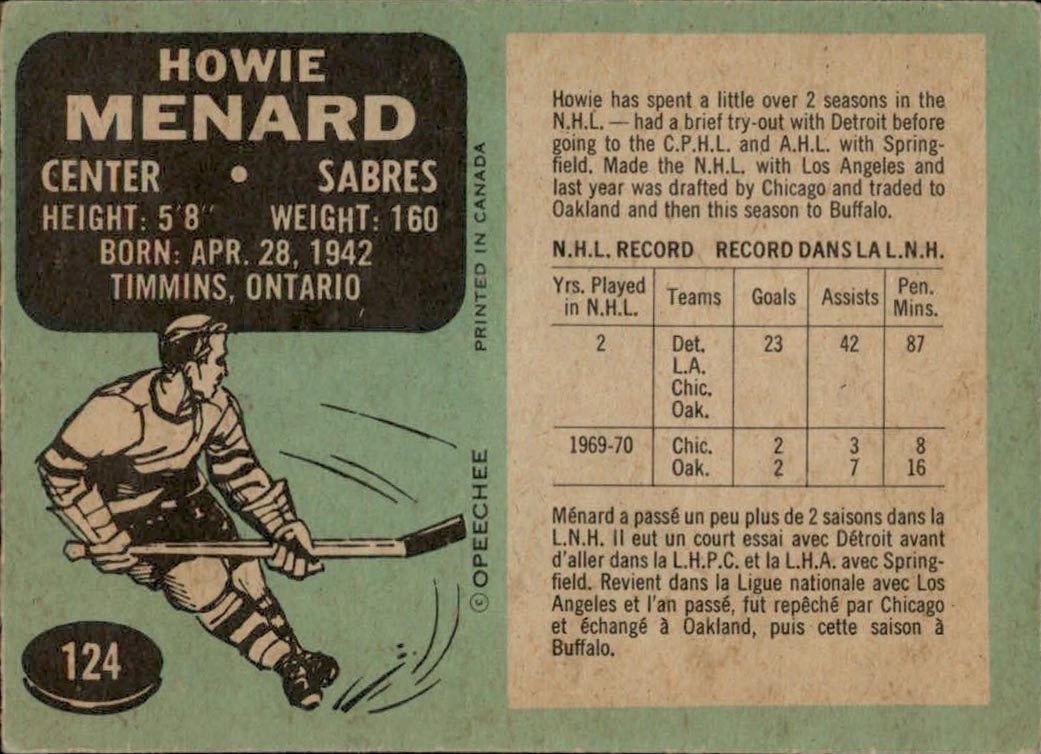 HOWIE
MENARD
CENTER • SABRES
HEIGHT: 5'8" WEIGHT: 160
BORN: APR. 28, 1942
TIMMINS, ONTARIO
124
© OPEECHEE PRINTED IN CANADA
Howie has spent a little over 2 seasons in the
N.H.L. — had a brief try-out with Detroit before
going to the C.P.H.L. and A.H.L. with Spring-
field. Made the N.H.L. with Los Angeles and
last year was drafted by Chicago and traded to
Oakland and then this season to Buffalo.
N.H.L. RECORD RECORD DANS LA L.N.H.
Yrs. Played in N.H.L. Teams Goals Assists Pen. Mins.
2 Det. 23 42 87
L.A.
Chic.
Oak.
1969-70 Chic. 2 3 8
Oak. 2 7 16
Ménard a passé un peu plus de 2 saisons dans la
L.N.H. Il eut un court essai avec Détroit avant
d'aller dans la L.H.P.C. et la L.H.A. avec Spring-
field. Revient dans la Ligue nationale avec Los
Angeles et l'an passé, fut repêché par Chicago
et échangé à Oakland, puis cette saison à
Buffalo.